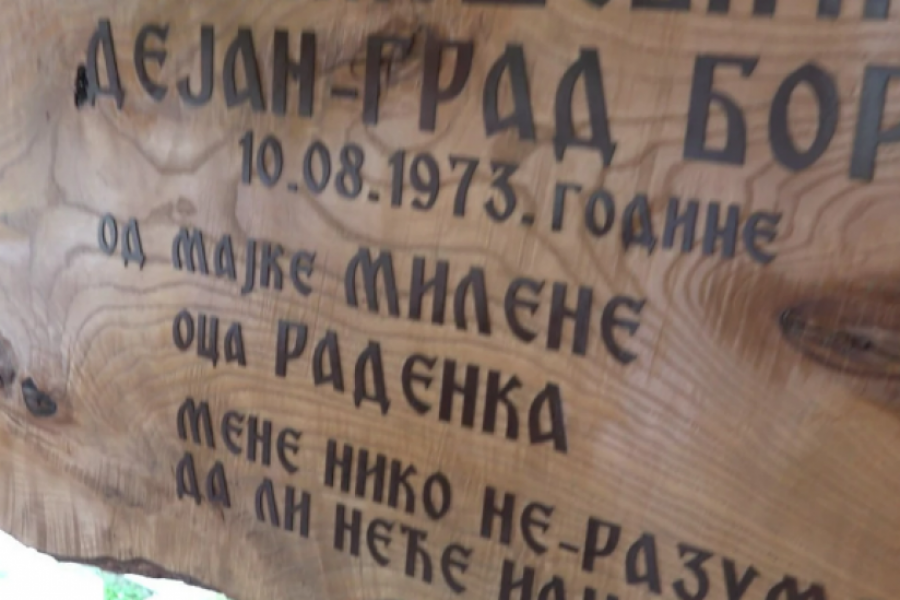 ДЕЈАН-ГРАД БОР
10.08.1973. ГОДИНЕ
ОД МАЈКЕ МИЛЕНЕ
ОЦА РАДЕНКА
МЕНЕ НИКО НЕ-РАЗУМ
ДА ЛИ НЕЋЕ